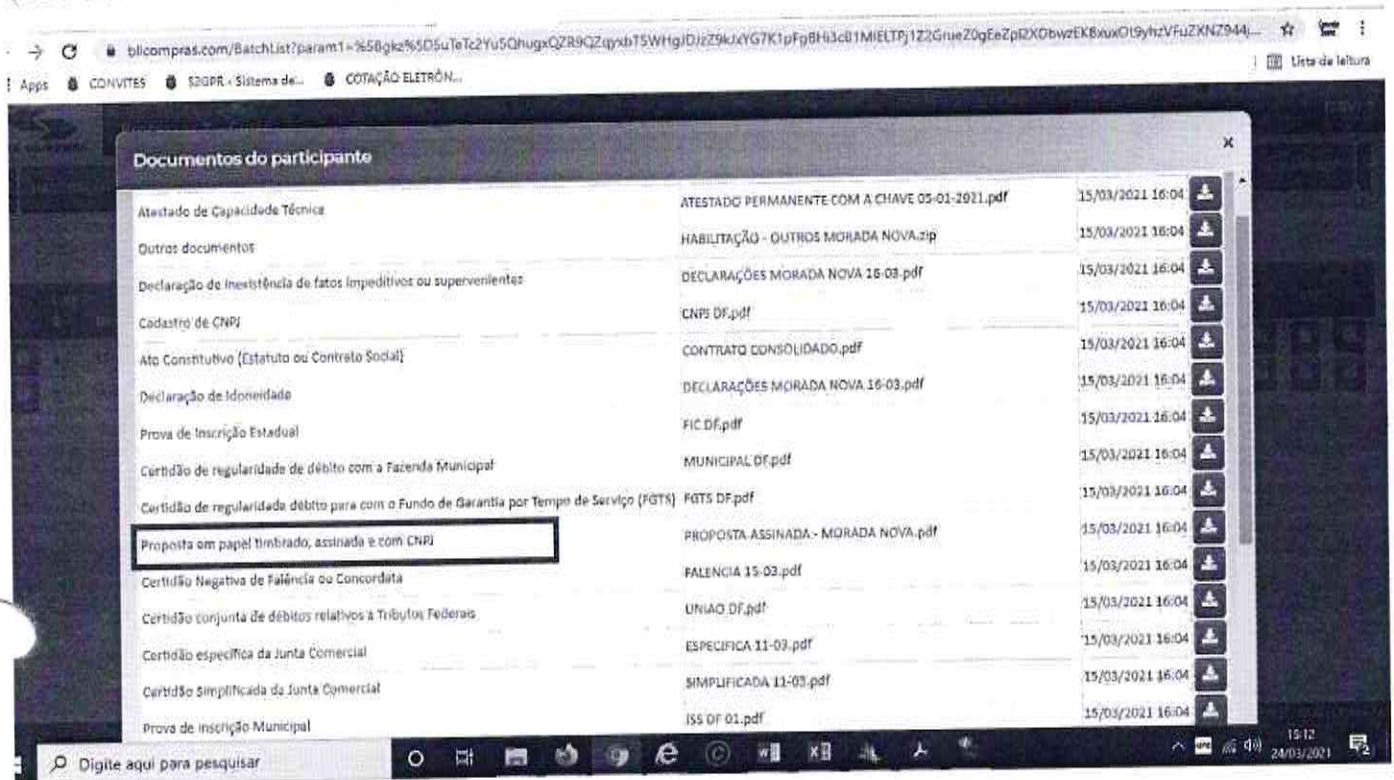 Lista de leitura
Apps CONVITES S2GPR - Sistema de... COTAÇÃO ELETRÔN...
Documentos do participante x
Atestado de Capacidade Técnica ATESTADO PERMANENTE COM A CHAVE 05-01-2021.pdf 15/03/2021 16:04
Outros documentos HABILITAÇÃO - OUTROS MORADA NOVA.zip 15/03/2021 16:04
Declaração de inexistência de fatos impeditivos ou supervenientes DECLARAÇÕES MORADA NOVA 16-03.pdf 15/03/2021 16:04
Cadastro de CNPJ CNPJ DF.pdf 15/03/2021 16:04
Ato Constitutivo (Estatuto ou Contrato Social) CONTRATO CONSOLIDADO.pdf 15/03/2021 16:04
Declaração de Idoneidade DECLARAÇÕES MORADA NOVA 16-03.pdf 15/03/2021 16:04
Prova de Inscrição Estadual FIC DF.pdf 15/03/2021 16:04
Certidão de regularidade de débito com a Fazenda Municipal MUNICIPAL DF.pdf 15/03/2021 16:04
Certidão de regularidade débito para com o Fundo de Garantia por Tempo de Serviço (FGTS) FGTS DF.pdf 15/03/2021 16:04
Proposta em papel timbrado, assinada e com CNPJ PROPOSTA ASSINADA - MORADA NOVA.pdf 15/03/2021 16:04
Certidão Negativa de Falência ou Concordata FALENCIA 15-03.pdf 15/03/2021 16:04
Certidão conjunta de débitos relativos a Tributos Federais UNIAO DF.pdf 15/03/2021 16:04
Certidão específica da Junta Comercial ESPECIFICA 11-03.pdf 15/03/2021 16:04
Certidão Simplificada da Junta Comercial SIMPLIFICADA 11-03.pdf 15/03/2021 16:04
Prova de inscrição Municipal ISS DF 01.pdf 15/03/2021 16:04
Digite aqui para pesquisar 15:12
24/03/2021